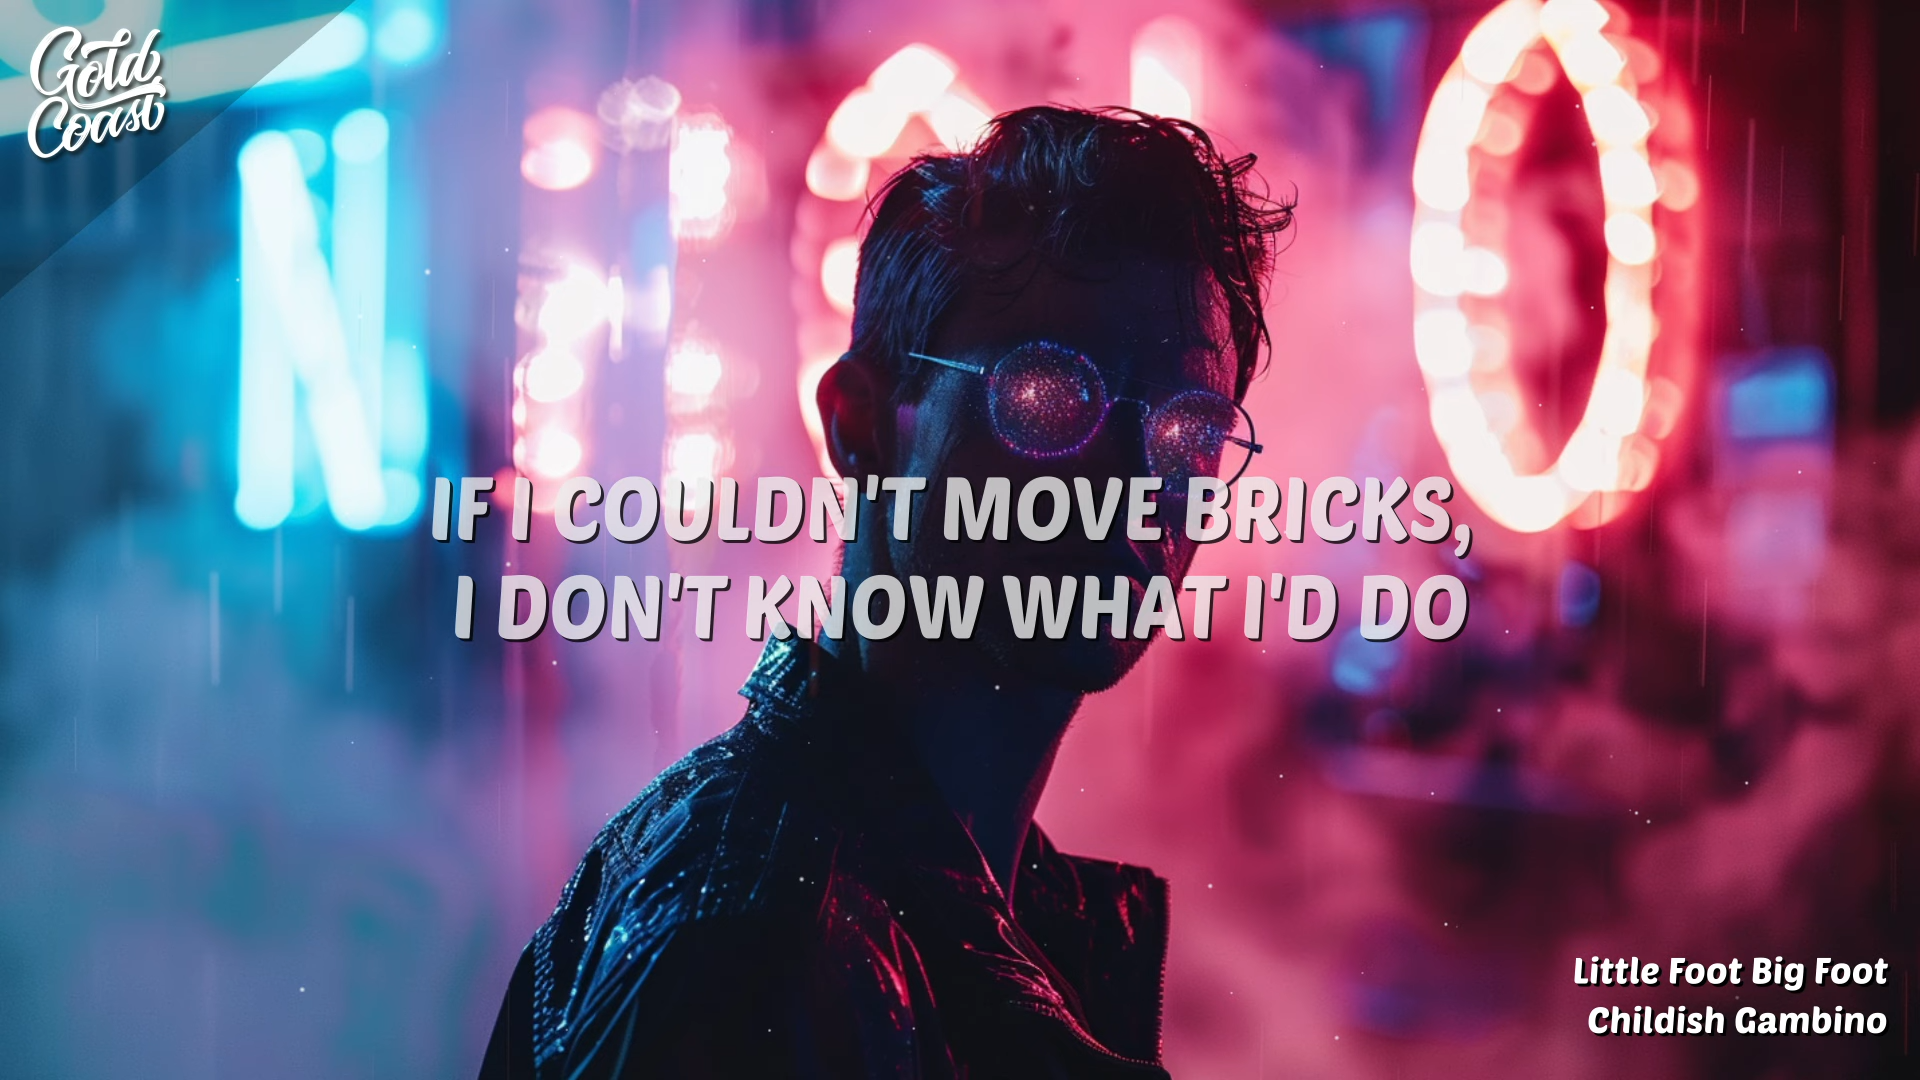 Gold
Coast
IF I COULDN'T MOVE BRICKS,
I DON'T KNOW WHAT I'D DO
Little Foot Big Foot
Childish Gambino